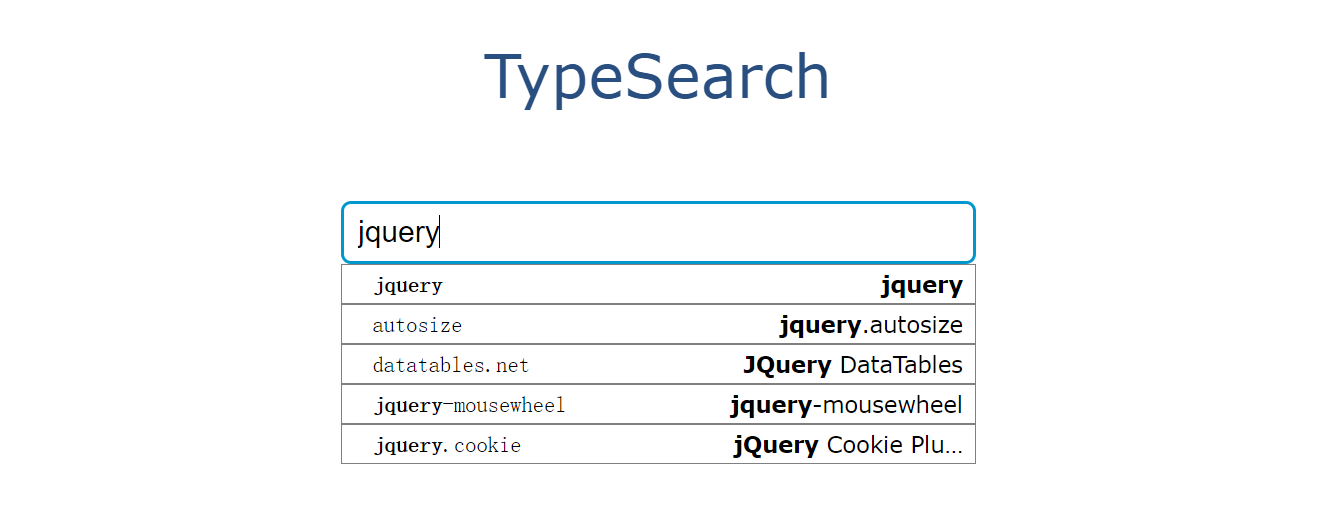 TypeSearch
jquery
jquery jquery
autosize jquery.autosize
datatables.net JQuery DataTables
jquery-mousewheel jquery-mousewheel
jquery.cookie jQuery Cookie Plu...